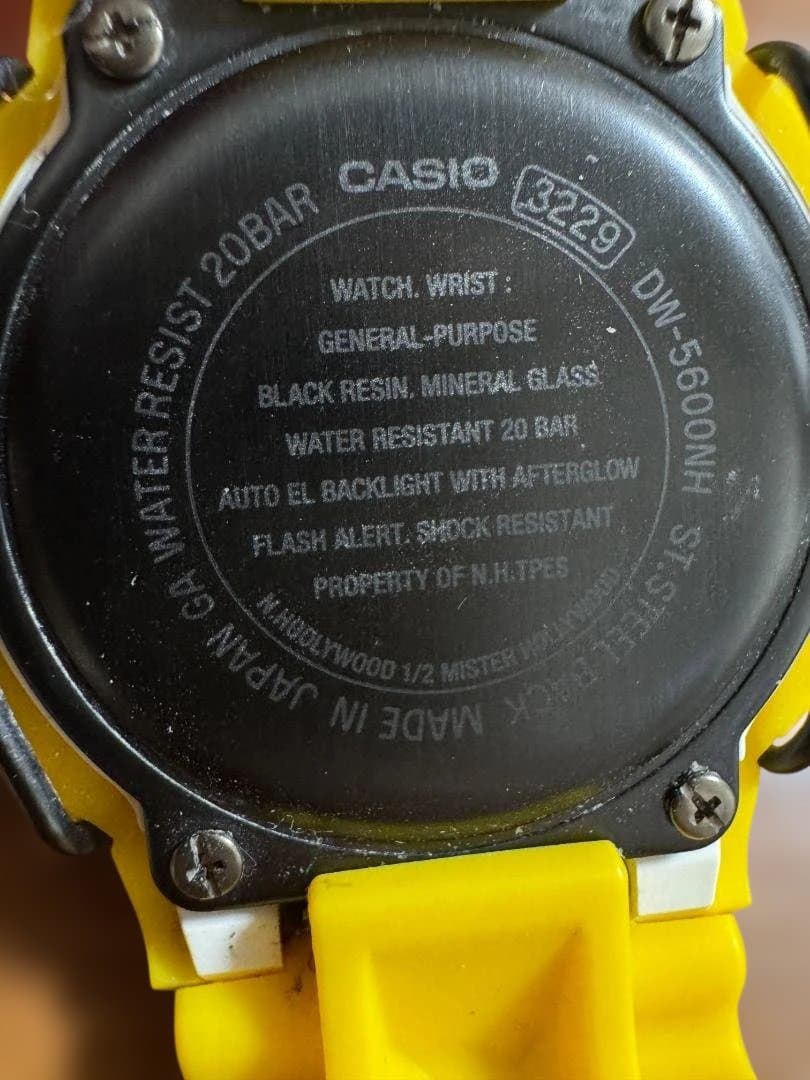 CASIO 3229 DW-5600NH ST.STEEL BACK MADE IN JAPAN CA WATER RESIST 20BAR
WATCH. WRIST :
GENERAL-PURPOSE
BLACK RESIN. MINERAL GLASS
WATER RESISTANT 20 BAR
AUTO EL BACKLIGHT WITH AFTERGLOW
FLASH ALERT. SHOCK RESISTANT
PROPERTY OF N.H.TPES
1/2 MISTER HOLLYWOOD